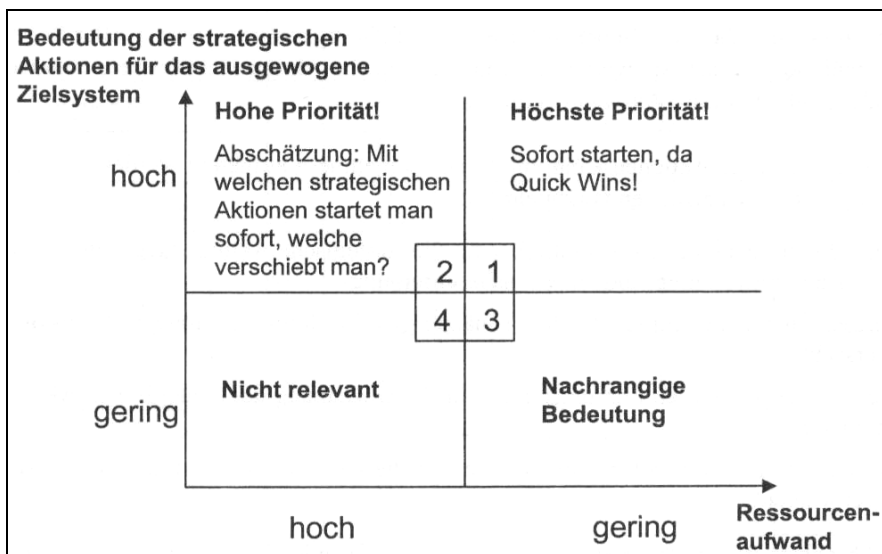 Bedeutung der strategischen
Aktionen für das ausgewogene
Zielsystem
Hohe Priorität!
Abschätzung: Mit
welchen strategischen
Aktionen startet man
sofort, welche
verschiebt man?
Höchste Priorität!
Sofort starten, da
Quick Wins!
hoch
2 1
4 3
gering
Nicht relevant
Nachrangige
Bedeutung
hoch
gering
Ressourcen-
aufwand